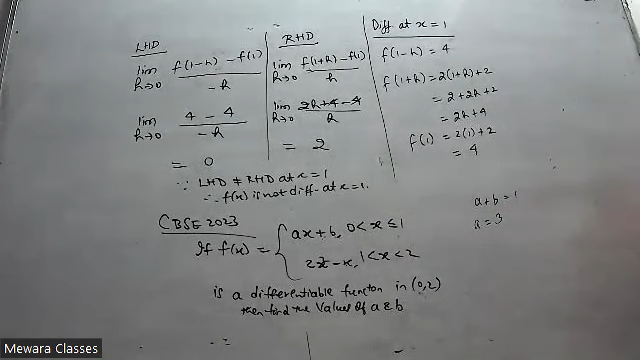 LHD
lim h→0 f(1-h) - f(1) / -h
lim h→0 4 - 4 / -h
= 0
RHD
lim h→0 f(1+h) - f(1) / h
lim h→0 2h+4-4 / h
= 2
∵ LHD ≠ RHD at x = 1
∴ f(x) is not diff. at x = 1.
Diff at x = 1
f(1-h) = 4
f(1+h) = 2(1+h)+2
= 2+2h+2
= 2h+4
f(1) = 2(1)+2
= 4
CBSE 2023
If f(x) = { ax+b, 0<x≤1
2x²-x, 1<x<2
is a differentiable function in (0,2)
then find the values of a & b
a+b = 1
a = 3
Mewara Classes